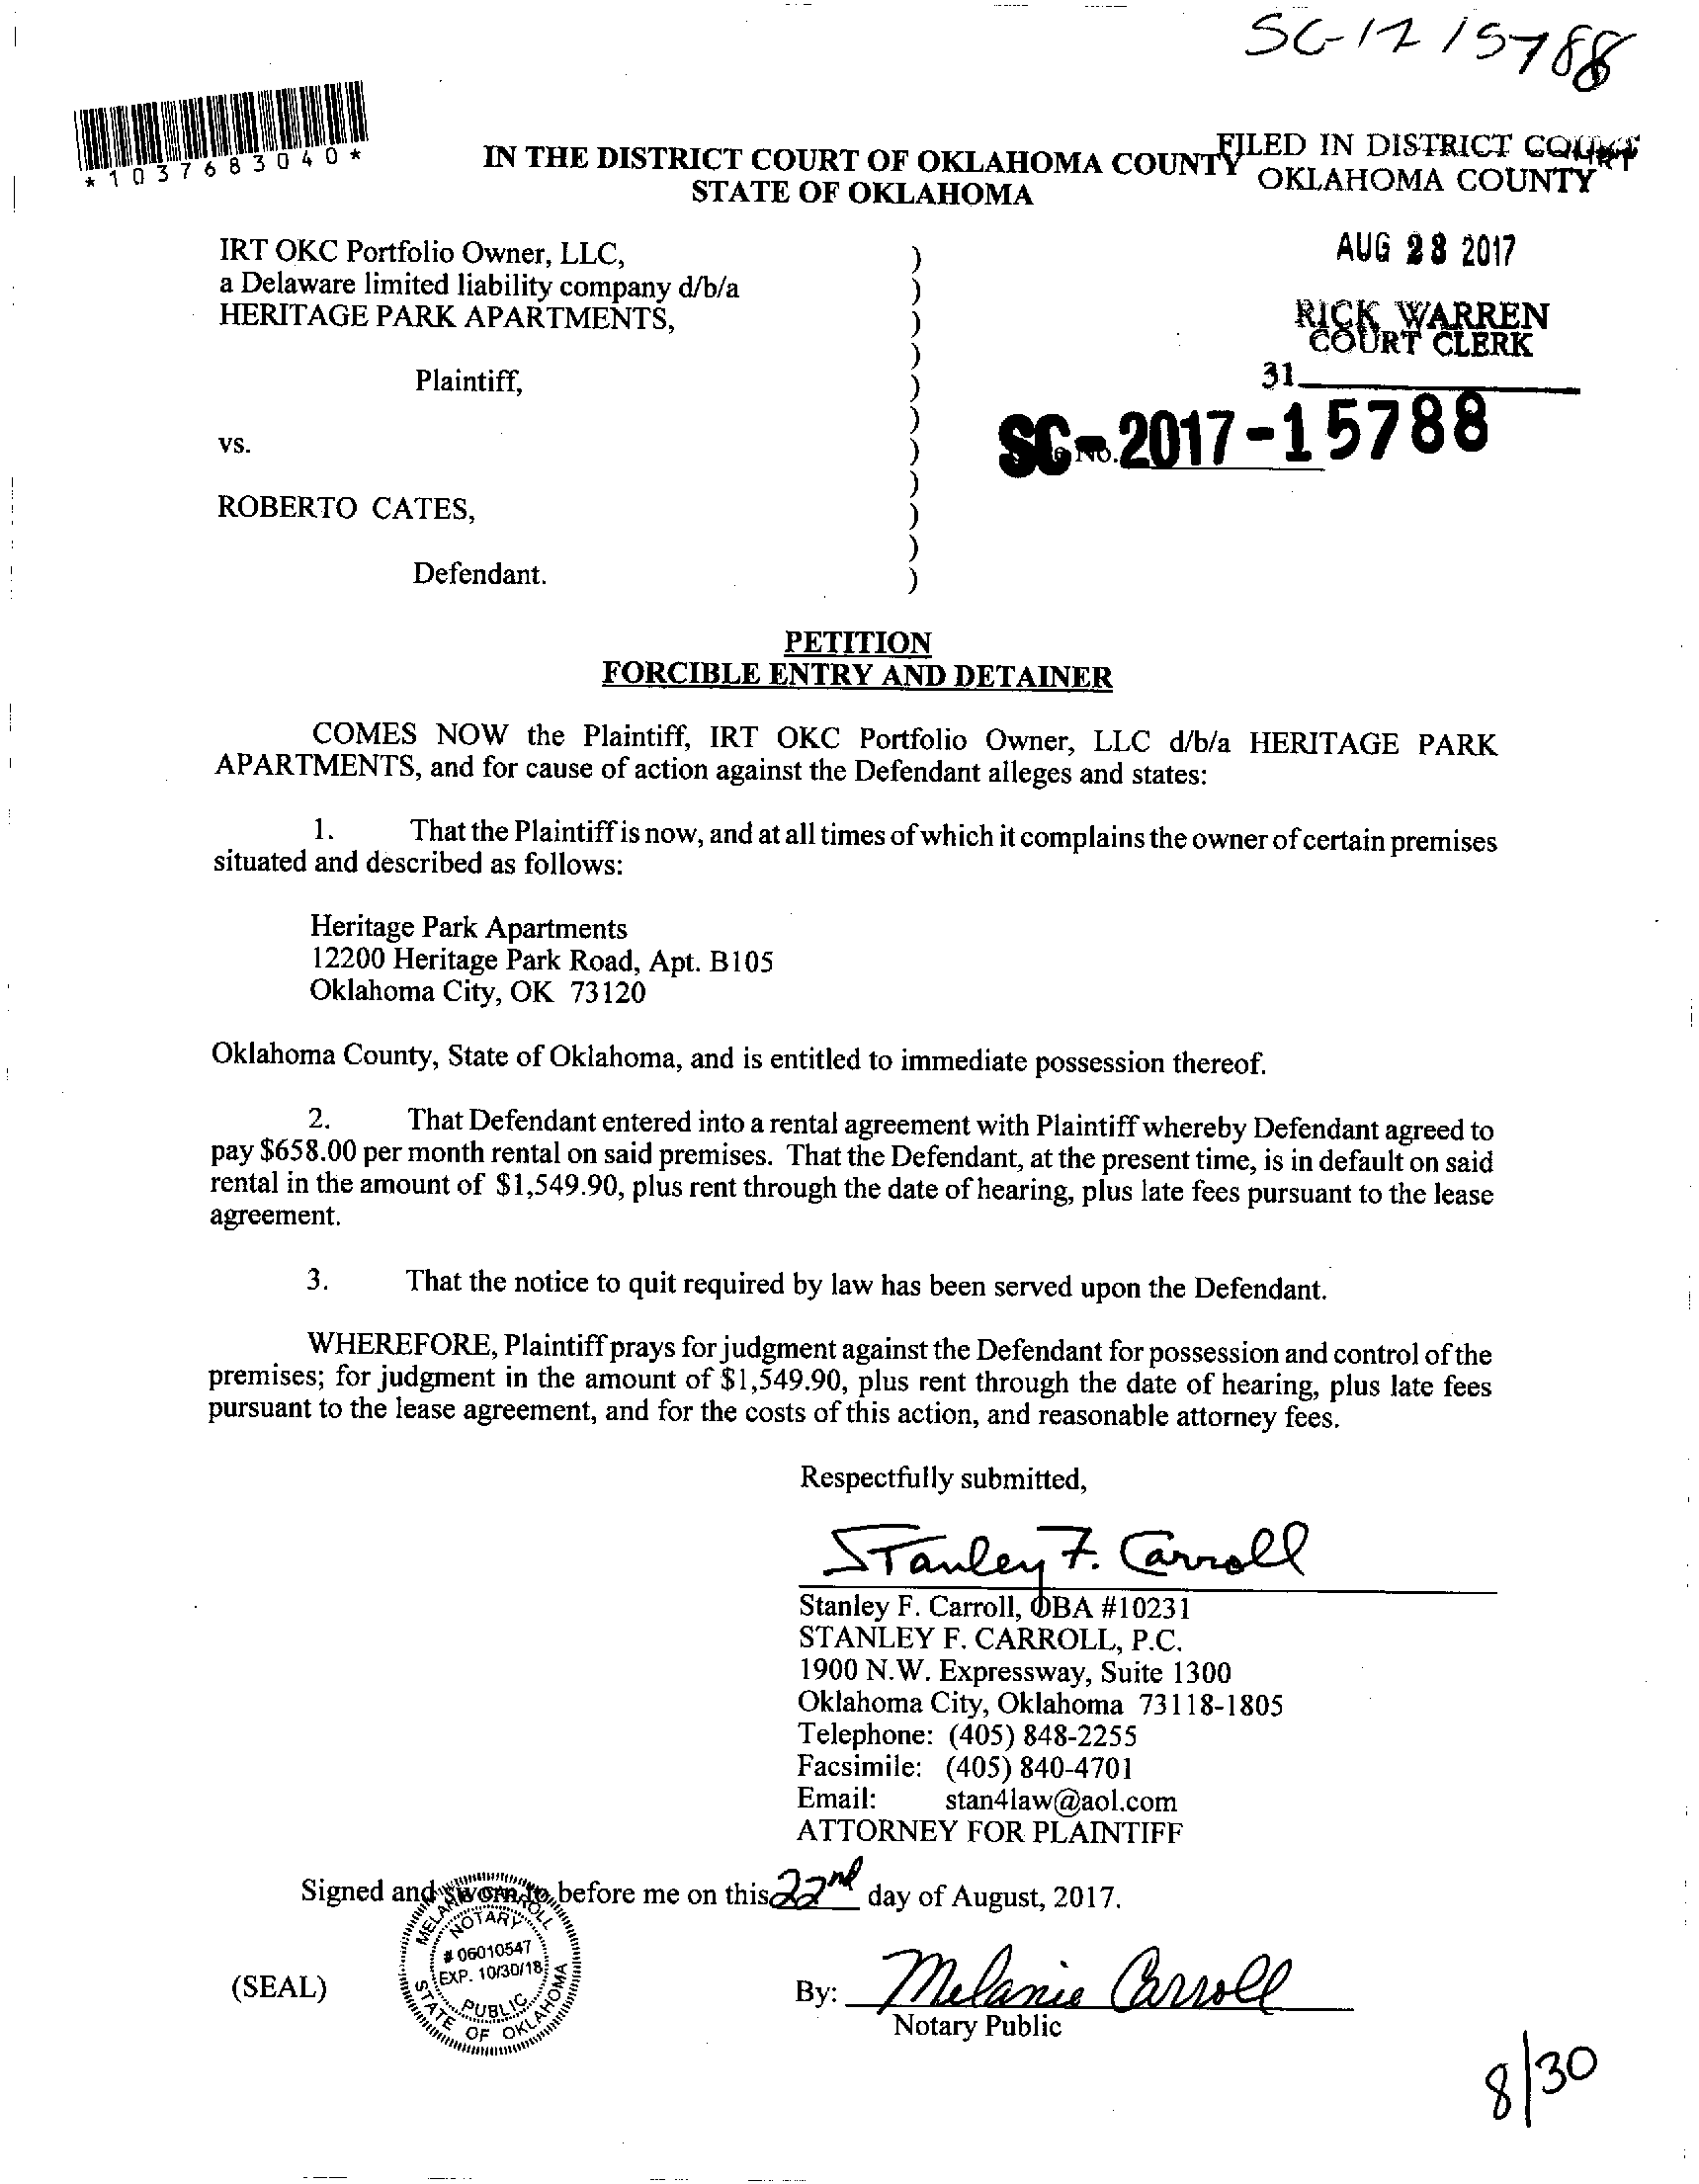 SC-17 15788
*1037683040*
IN THE DISTRICT COURT OF OKLAHOMA COUNTY
STATE OF OKLAHOMA
FILED IN DISTRICT COURT
OKLAHOMA COUNTY
AUG 28 2017
RICK WARREN
COURT CLERK
31
SC-2017-15788
No.
IRT OKC Portfolio Owner, LLC,
a Delaware limited liability company d/b/a
HERITAGE PARK APARTMENTS,
Plaintiff,
vs.
ROBERTO CATES,
Defendant.
)
)
)
)
)
)
)
)
)
)
)
PETITION
FORCIBLE ENTRY AND DETAINER
COMES NOW the Plaintiff, IRT OKC Portfolio Owner, LLC d/b/a HERITAGE PARK
APARTMENTS, and for cause of action against the Defendant alleges and states:
1. That the Plaintiff is now, and at all times of which it complains the owner of certain premises
situated and described as follows:
Heritage Park Apartments
12200 Heritage Park Road, Apt. B105
Oklahoma City, OK 73120
Oklahoma County, State of Oklahoma, and is entitled to immediate possession thereof.
2. That Defendant entered into a rental agreement with Plaintiff whereby Defendant agreed to
pay $658.00 per month rental on said premises. That the Defendant, at the present time, is in default on said
rental in the amount of $1,549.90, plus rent through the date of hearing, plus late fees pursuant to the lease
agreement.
3. That the notice to quit required by law has been served upon the Defendant.
WHEREFORE, Plaintiff prays for judgment against the Defendant for possession and control of the
premises; for judgment in the amount of $1,549.90, plus rent through the date of hearing, plus late fees
pursuant to the lease agreement, and for the costs of this action, and reasonable attorney fees.
Respectfully submitted,
Stanley F. Carroll
Stanley F. Carroll, OBA #10231
STANLEY F. CARROLL, P.C.
1900 N.W. Expressway, Suite 1300
Oklahoma City, Oklahoma 73118-1805
Telephone: (405) 848-2255
Facsimile: (405) 840-4701
Email: stan4law@aol.com
ATTORNEY FOR PLAINTIFF
Signed and sworn to before me on this 22nd day of August, 2017.
MELANIE CARROLL
NOTARY
# 06010547
EXP. 10/30/18
PUBLIC
STATE OF OKLAHOMA
(SEAL)
By: Melanie Carroll
Notary Public
8/30